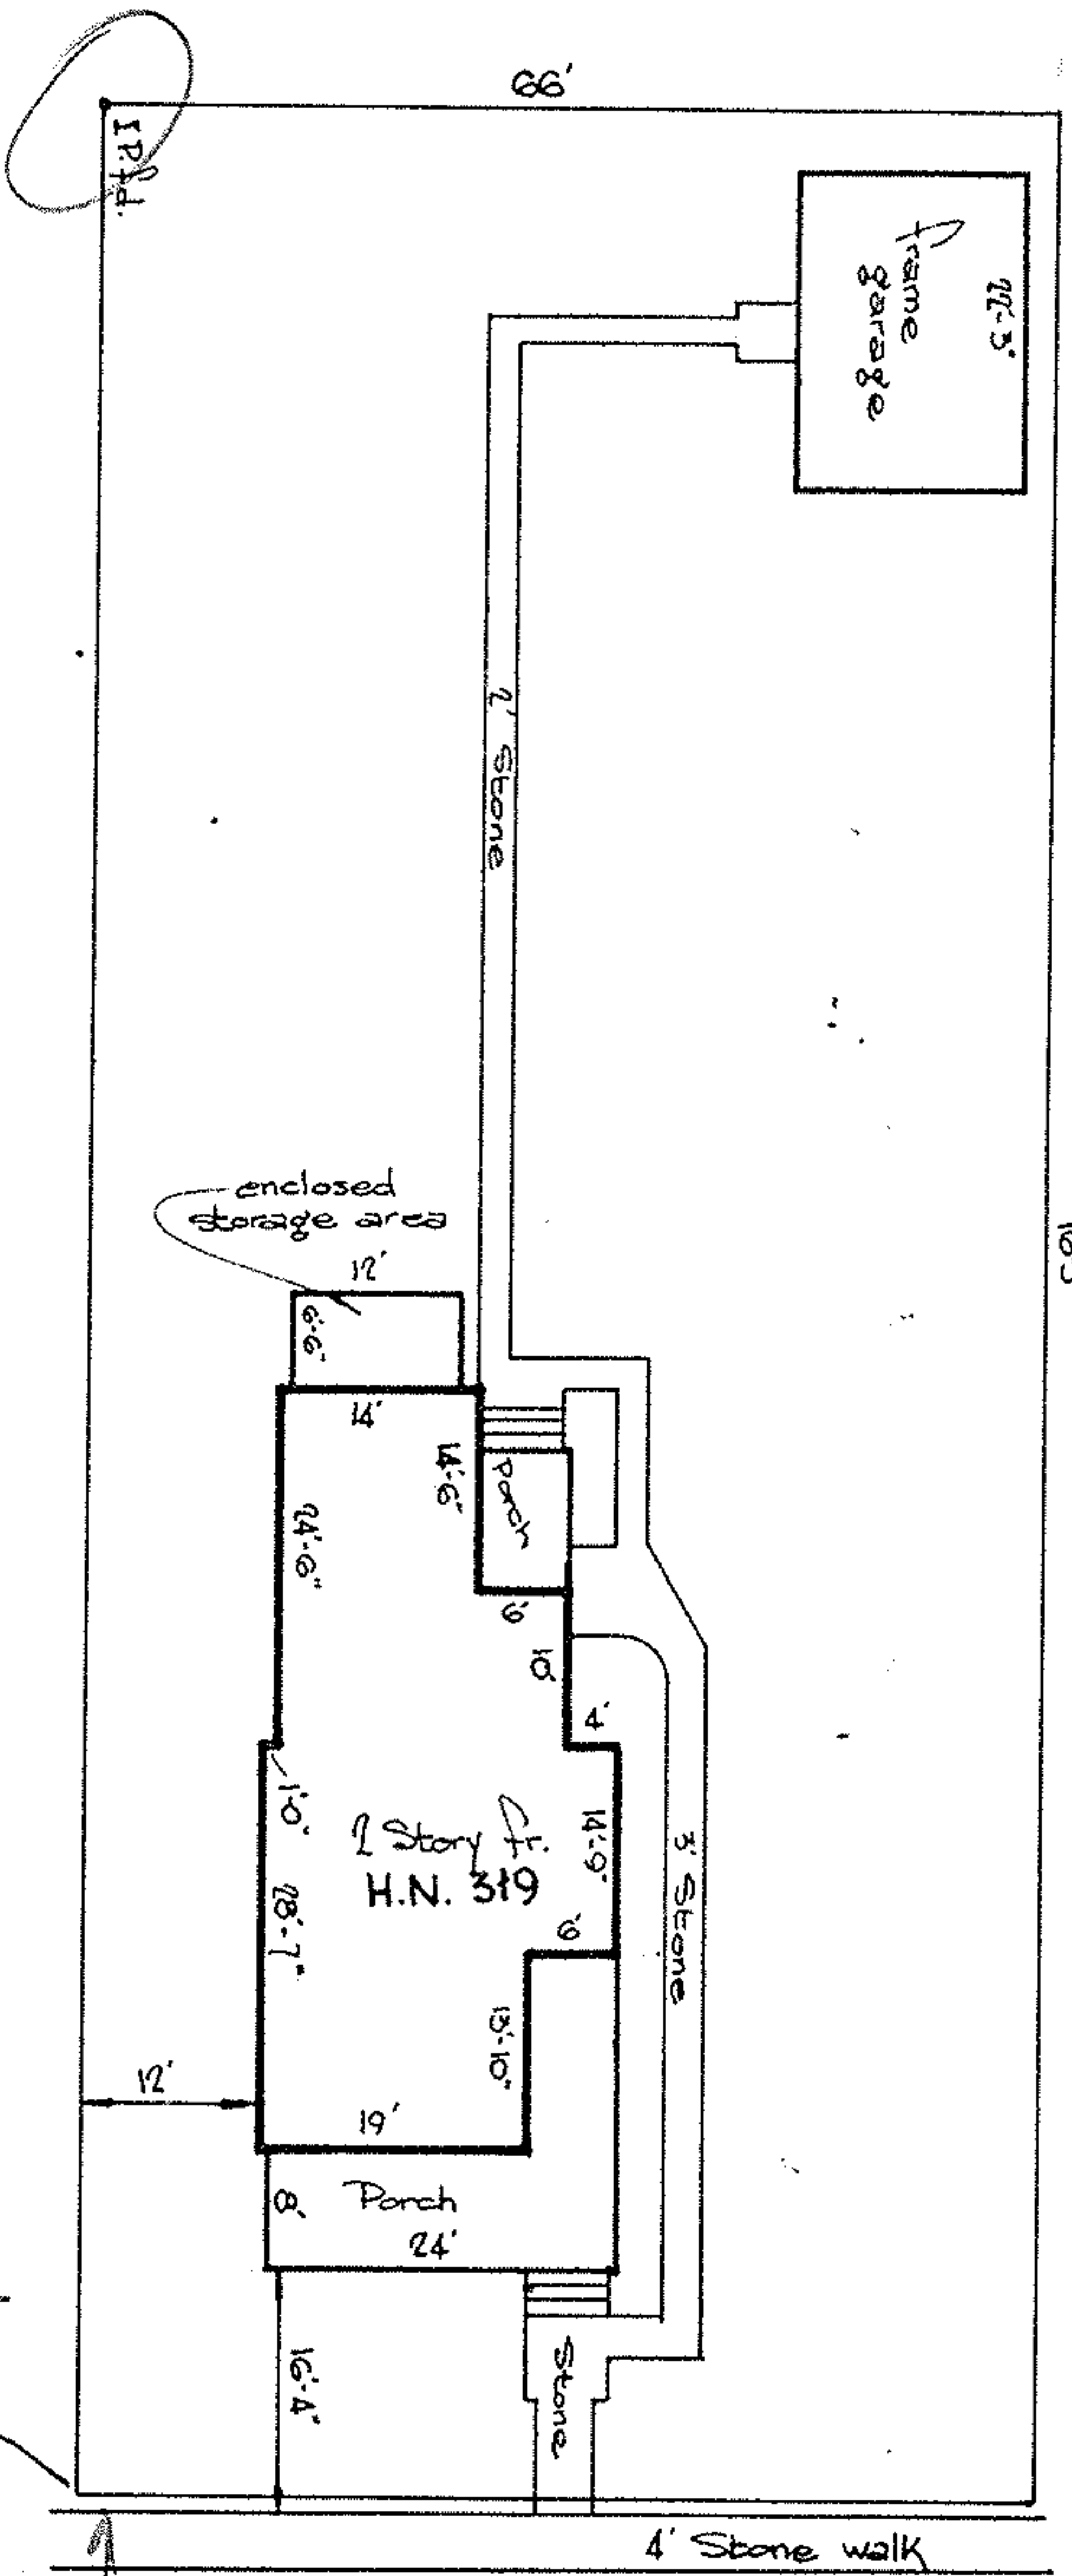 66'
I.P. fd.
frame
garage
22'-3"
2' Stone
enclosed
storage area
12'
6'-6"
14'
14'-6"
Porch
24'-6"
6'
10'
4'
1'-0"
2 Story fr.
H.N. 319
14'-9"
3' Stone
28'-7"
6'
13'-10"
12'
19'
8'
Porch
24'
16'-4"
Stone
4' Stone walk